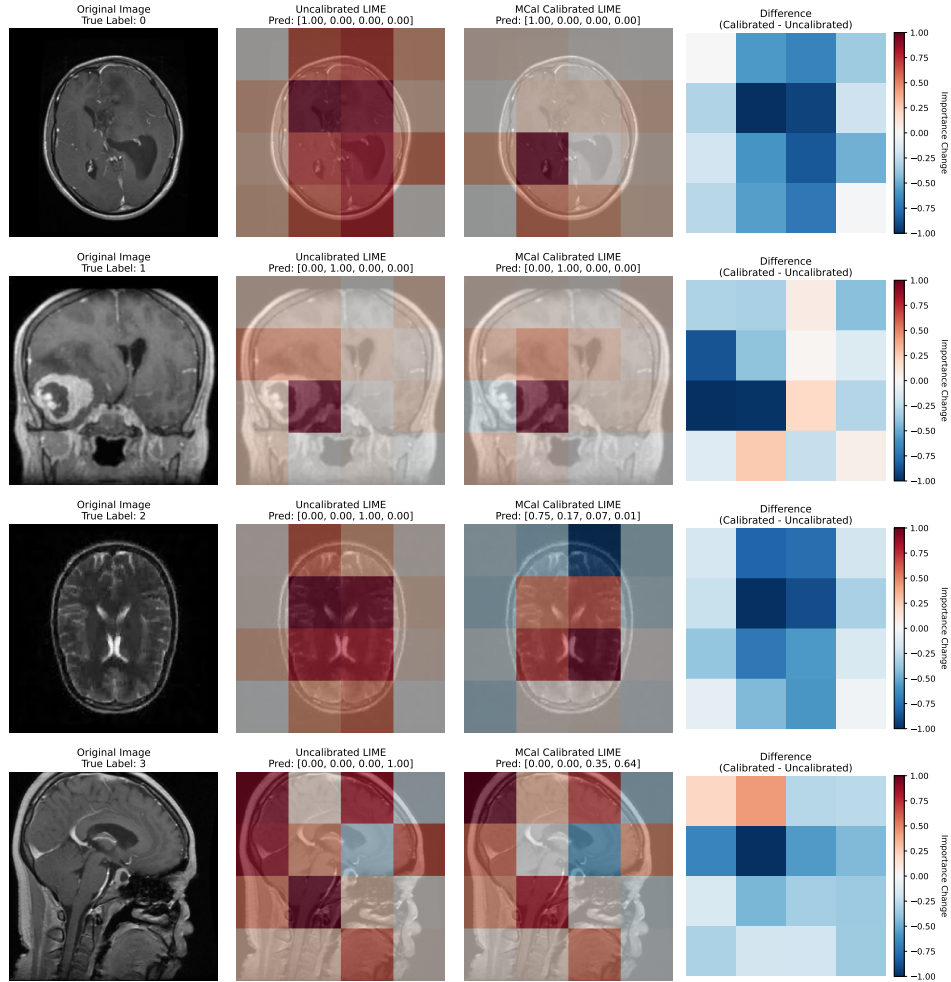 Original Image
True Label: 0
Uncalibrated LIME
Pred: [1.00, 0.00, 0.00, 0.00]
MCal Calibrated LIME
Pred: [1.00, 0.00, 0.00, 0.00]
Difference
(Calibrated - Uncalibrated)
1.00
0.75
0.50
0.25
0.00
−0.25
−0.50
−0.75
−1.00
Importance Change
Original Image
True Label: 1
Uncalibrated LIME
Pred: [0.00, 1.00, 0.00, 0.00]
MCal Calibrated LIME
Pred: [0.00, 1.00, 0.00, 0.00]
Difference
(Calibrated - Uncalibrated)
1.00
0.75
0.50
0.25
0.00
−0.25
−0.50
−0.75
−1.00
Importance Change
Original Image
True Label: 2
Uncalibrated LIME
Pred: [0.00, 0.00, 1.00, 0.00]
MCal Calibrated LIME
Pred: [0.75, 0.17, 0.07, 0.01]
Difference
(Calibrated - Uncalibrated)
1.00
0.75
0.50
0.25
0.00
−0.25
−0.50
−0.75
−1.00
Importance Change
Original Image
True Label: 3
Uncalibrated LIME
Pred: [0.00, 0.00, 0.00, 1.00]
MCal Calibrated LIME
Pred: [0.00, 0.00, 0.35, 0.64]
Difference
(Calibrated - Uncalibrated)
1.00
0.75
0.50
0.25
0.00
−0.25
−0.50
−0.75
−1.00
Importance Change